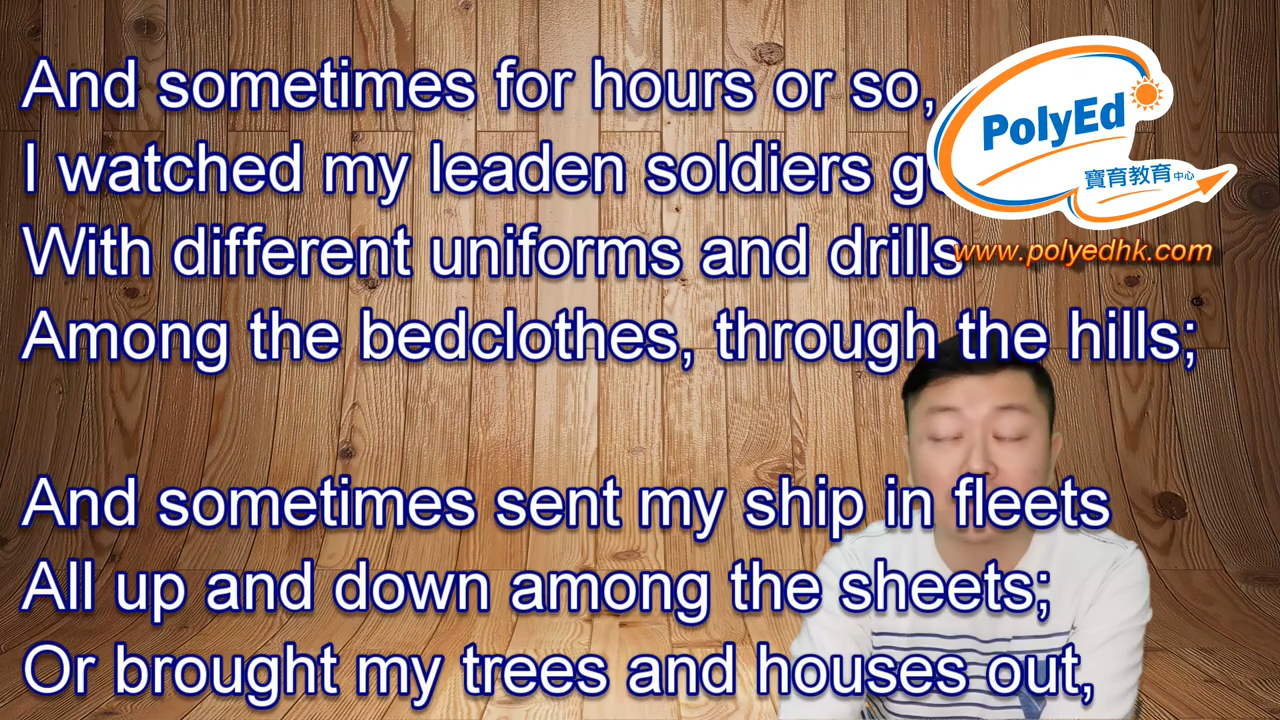 And sometimes for hours or so,
I watched my leaden soldiers go
With different uniforms and drills
Among the bedclothes, through the hills;
And sometimes sent my ship in fleets
All up and down among the sheets;
Or brought my trees and houses out,
PolyEd
寶育教育中心
www.polyedhk.com